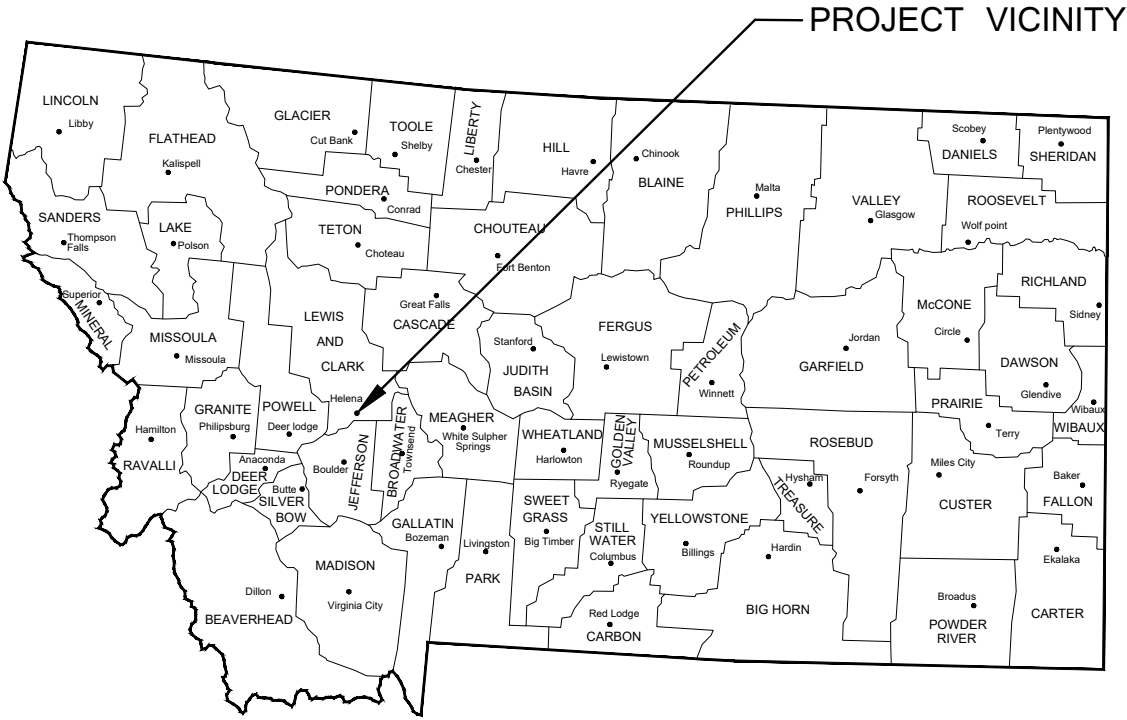 PROJECT VICINITY
LINCOLN
Libby
FLATHEAD
Kalispell
GLACIER
Cut Bank
TOOLE
Shelby
LIBERTY
Chester
HILL
Havre
Chinook
BLAINE
Malta
PHILLIPS
VALLEY
Glasgow
Scobey
DANIELS
Plentywood
SHERIDAN
ROOSEVELT
Wolf point
SANDERS
Thompson
Falls
LAKE
Polson
PONDERA
Conrad
TETON
Choteau
CHOUTEAU
Fort Benton
RICHLAND
Sidney
Superior
MINERAL
MISSOULA
Missoula
LEWIS
AND
CLARK
Helena
Great Falls
CASCADE
Stanford
JUDITH
BASIN
FERGUS
Lewistown
PETROLEUM
Winnett
Jordan
GARFIELD
McCONE
Circle
DAWSON
Glendive
Wibaux
WIBAUX
PRAIRIE
Terry
Hamilton
RAVALLI
GRANITE
Philipsburg
POWELL
Deer lodge
Anaconda
DEER
LODGE
Butte
SILVER
BOW
Boulder
JEFFERSON
BROADWATER
Townsend
MEAGHER
White Sulpher
Springs
WHEATLAND
Harlowton
GOLDEN
VALLEY
Ryegate
MUSSELSHELL
Roundup
ROSEBUD
Forsyth
Hysham
TREASURE
Miles City
CUSTER
Baker
FALLON
GALLATIN
Bozeman
Livingston
PARK
SWEET
GRASS
Big Timber
STILL
WATER
Columbus
YELLOWSTONE
Billings
Hardin
BIG HORN
Ekalaka
CARTER
MADISON
Virginia City
Dillon
BEAVERHEAD
Red Lodge
CARBON
Broadus
POWDER
RIVER